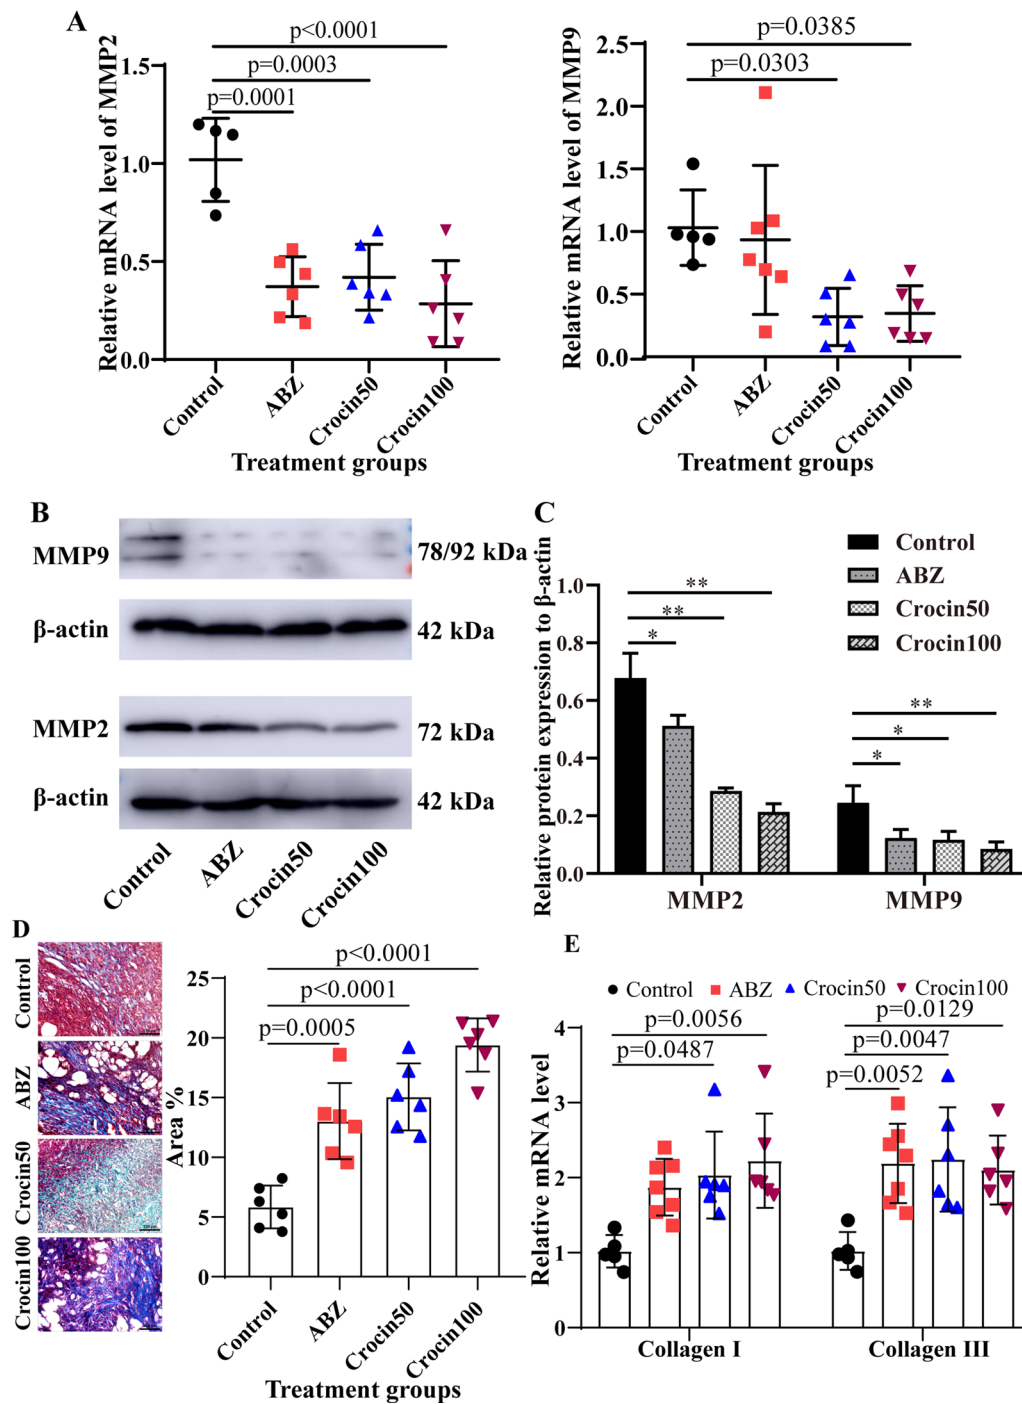 A
Relative mRNA level of MMP2
1.5
1.0
0.5
0.0
p<0.0001
p=0.0003
p=0.0001
Control
ABZ
Crocin50
Crocin100
Treatment groups
Relative mRNA level of MMP9
2.5
2.0
1.5
1.0
0.5
0.0
p=0.0385
p=0.0303
Control
ABZ
Crocin50
Crocin100
Treatment groups
B
MMP9
78/92 kDa
β-actin
42 kDa
MMP2
72 kDa
β-actin
42 kDa
Control
ABZ
Crocin50
Crocin100
C
Control
ABZ
Crocin50
Crocin100
Relative protein expression to β-actin
1.0
0.8
0.6
0.4
0.2
0.0
**
**
*
**
*
*
MMP2
MMP9
D
Control
ABZ
Crocin50
Crocin100
Area %
25
20
15
10
5
0
p<0.0001
p<0.0001
p=0.0005
Control
ABZ
Crocin50
Crocin100
Treatment groups
E
Control
ABZ
Crocin50
Crocin100
Relative mRNA level
4
3
2
1
0
p=0.0056
p=0.0487
p=0.0129
p=0.0047
p=0.0052
Collagen I
Collagen III